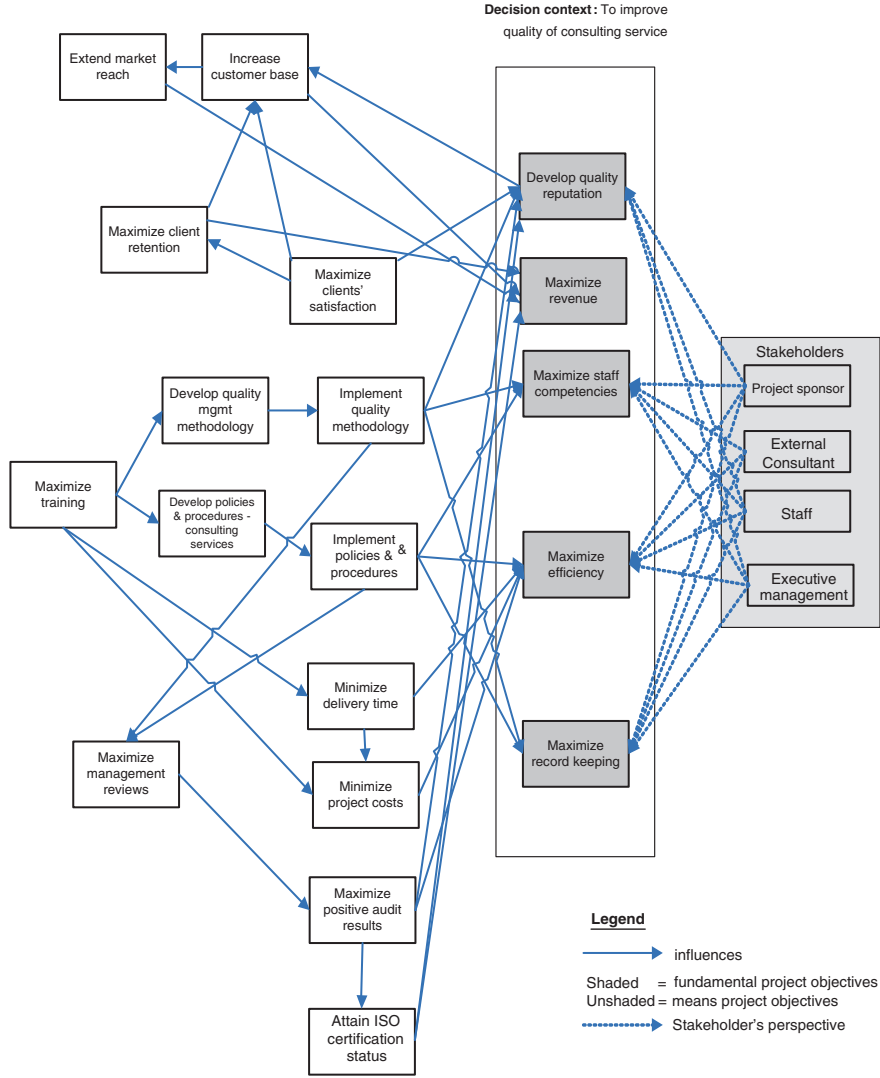 Decision context: To improve
quality of consulting service
Extend market
reach
Increase
customer base
Develop quality
reputation
Maximize client
retention
Maximize
clients'
satisfaction
Maximize
revenue
Stakeholders
Maximize staff
competencies
Project sponsor
Develop quality
mgmt
methodology
Implement
quality
methodology
External
Consultant
Maximize
training
Develop policies
& procedures -
consulting
services
Staff
Implement
policies & &
procedures
Maximize
efficiency
Executive
management
Minimize
delivery time
Maximize
management
reviews
Minimize
project costs
Maximize
record keeping
Maximize
positive audit
results
Attain ISO
certification
status
Legend
influences
Shaded = fundamental project objectives
Unshaded = means project objectives
Stakeholder's perspective